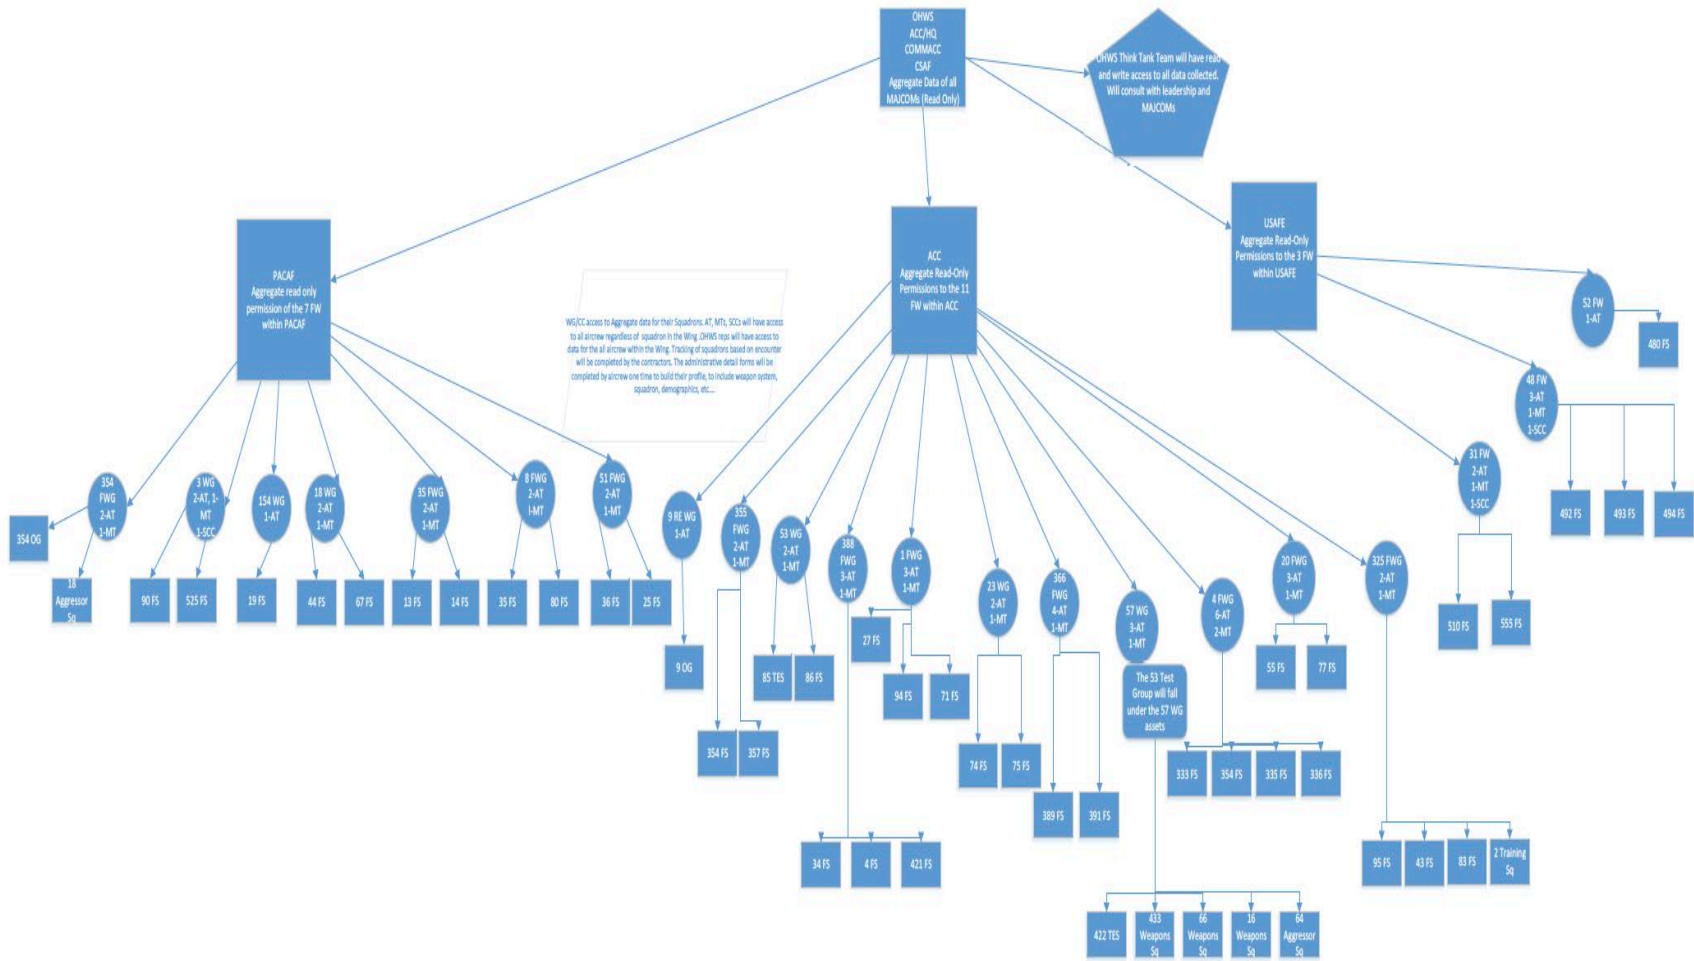 OHWS
ACC/HQ
COMMACC
CSAF
Aggregate Data of all
MAJCOMs (Read Only)
OHWS Think Tank Team will have read
and write access to all data collected.
Will consult with leadership and
MAJCOMs
PACAF
Aggregate read only
permission of the 7 FW
within PACAF
WG/CC access to Aggregate data for their Squadrons. AT, MTs, SCCs will have access
to all aircrew regardless of squadron in the Wing .OHWS reps will have access to
data for the all aircrew within the Wing. Tracking of squadrons based on encounter
will be completed by the contractors. The administrative detail forms will be
completed by aircrew one time to build their profile, to include weapon system,
squadron, demographics, etc....
ACC
Aggregate Read-Only
Permissions to the 11
FW within ACC
USAFE
Aggregate Read-Only
Permissions to the 3 FW
within USAFE
354
FWG
2-AT
1-MT
354 OG
18
Aggressor
Sq
3 WG
2-AT, 1-
MT
1-SCC
90 FS
525 FS
154 WG
1-AT
19 FS
18 WG
2-AT
1-MT
44 FS
67 FS
35 FWG
2-AT
1-MT
13 FS
14 FS
8 FWG
2-AT
I-MT
35 FS
80 FS
51 FWG
2-AT
1-MT
36 FS
25 FS
9 RE WG
1-AT
9 OG
355
FWG
2-AT
1-MT
354 FS
357 FS
53 WG
2-AT
1-MT
85 TES
86 FS
388
FWG
3-AT
1-MT
34 FS
4 FS
421 FS
1 FWG
3-AT
1-MT
27 FS
94 FS
71 FS
23 WG
2-AT
1-MT
74 FS
75 FS
366
FWG
4-AT
1-MT
389 FS
391 FS
57 WG
3-AT
1-MT
The 53 Test
Group will fall
under the 57 WG
assets
422 TES
433
Weapons
Sq
66
Weapons
Sq
16
Weapons
Sq
64
Aggressor
Sq
4 FWG
6-AT
2-MT
333 FS
354 FS
335 FS
336 FS
20 FWG
3-AT
1-MT
55 FS
77 FS
325 FWG
2-AT
1-MT
95 FS
43 FS
83 FS
2 Training
Sq
31 FW
2-AT
1-MT
1-SCC
510 FS
555 FS
48 FW
3-AT
1-MT
1-SCC
492 FS
493 FS
494 FS
52 FW
1-AT
480 FS